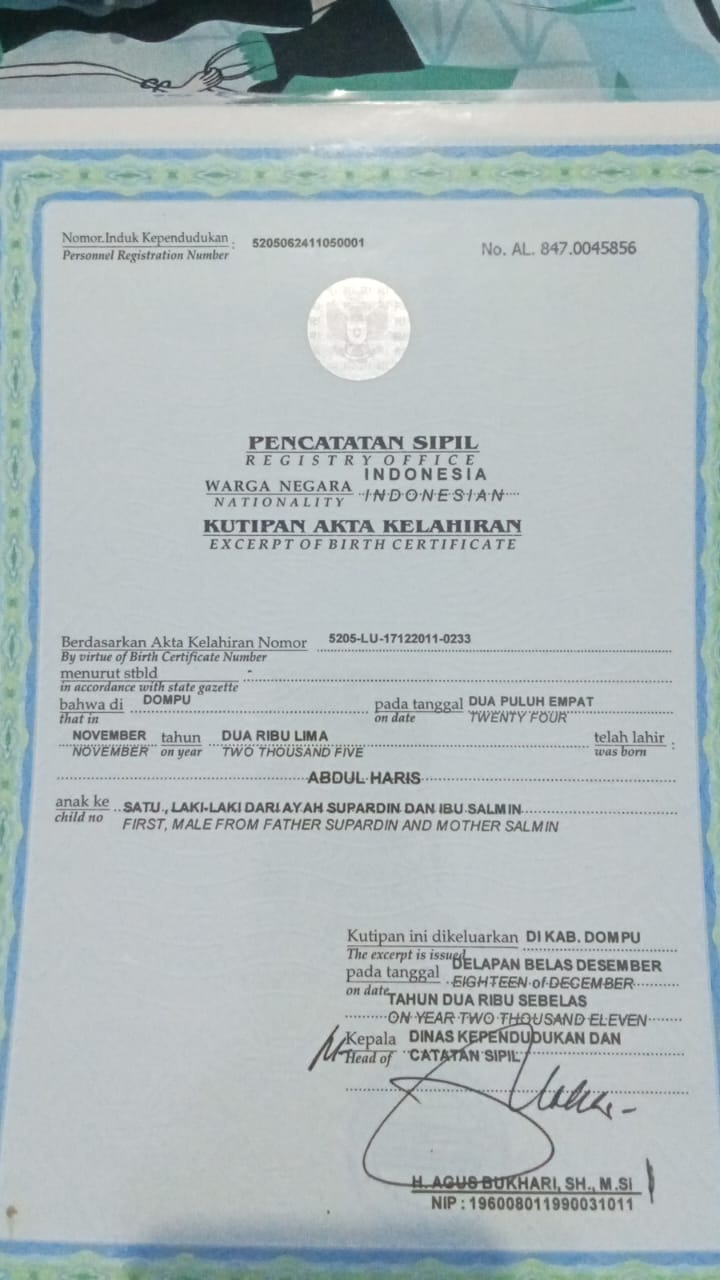 Nomor.Induk Kependudukan : 5205062411050001
Personnel Registration Number
No. AL. 847.0045856
PENCATATAN SIPIL
REGISTRY OFFICE
WARGA NEGARA INDONESIA
NATIONALITY INDONESIAN
KUTIPAN AKTA KELAHIRAN
EXCERPT OF BIRTH CERTIFICATE
Berdasarkan Akta Kelahiran Nomor 5205-LU-17122011-0233
By virtue of Birth Certificate Number
menurut stbld -
in accordance with state gazette
bahwa di DOMPU pada tanggal DUA PULUH EMPAT
that in on date TWENTY FOUR
NOVEMBER tahun DUA RIBU LIMA telah lahir :
NOVEMBER on year TWO THOUSAND FIVE was born
ABDUL HARIS
anak ke SATU., LAKI-LAKI DARI AYAH SUPARDIN DAN IBU SALMIN
child no FIRST, MALE FROM FATHER SUPARDIN AND MOTHER SALMIN
Kutipan ini dikeluarkan DI KAB. DOMPU
The excerpt is issued
pada tanggal DELAPAN BELAS DESEMBER
on date EIGHTEEN of DECEMBER
TAHUN DUA RIBU SEBELAS
ON YEAR TWO THOUSAND ELEVEN
Kepala DINAS KEPENDUDUKAN DAN
Head of CATATAN SIPIL
H. AGUS BUKHARI, SH., M.SI
NIP : 196008011990031011